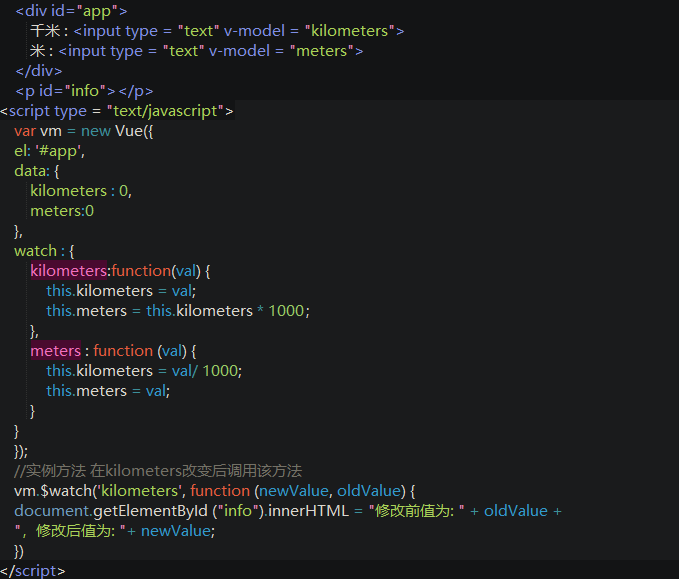 <div id="app">
千米 : <input type = "text" v-model = "kilometers">
米 : <input type = "text" v-model = "meters">
</div>
<p id="info"></p>
<script type = "text/javascript">
var vm = new Vue({
el: '#app',
data: {
kilometers : 0,
meters:0
},
watch : {
kilometers:function(val) {
this.kilometers = val;
this.meters = this.kilometers * 1000;
},
meters : function (val) {
this.kilometers = val/ 1000;
this.meters = val;
}
}
});
//实例方法 在kilometers改变后调用该方法
vm.$watch('kilometers', function (newValue, oldValue) {
document.getElementById ("info").innerHTML = "修改前值为: " + oldValue +
"，修改后值为: "+ newValue;
})
</script>